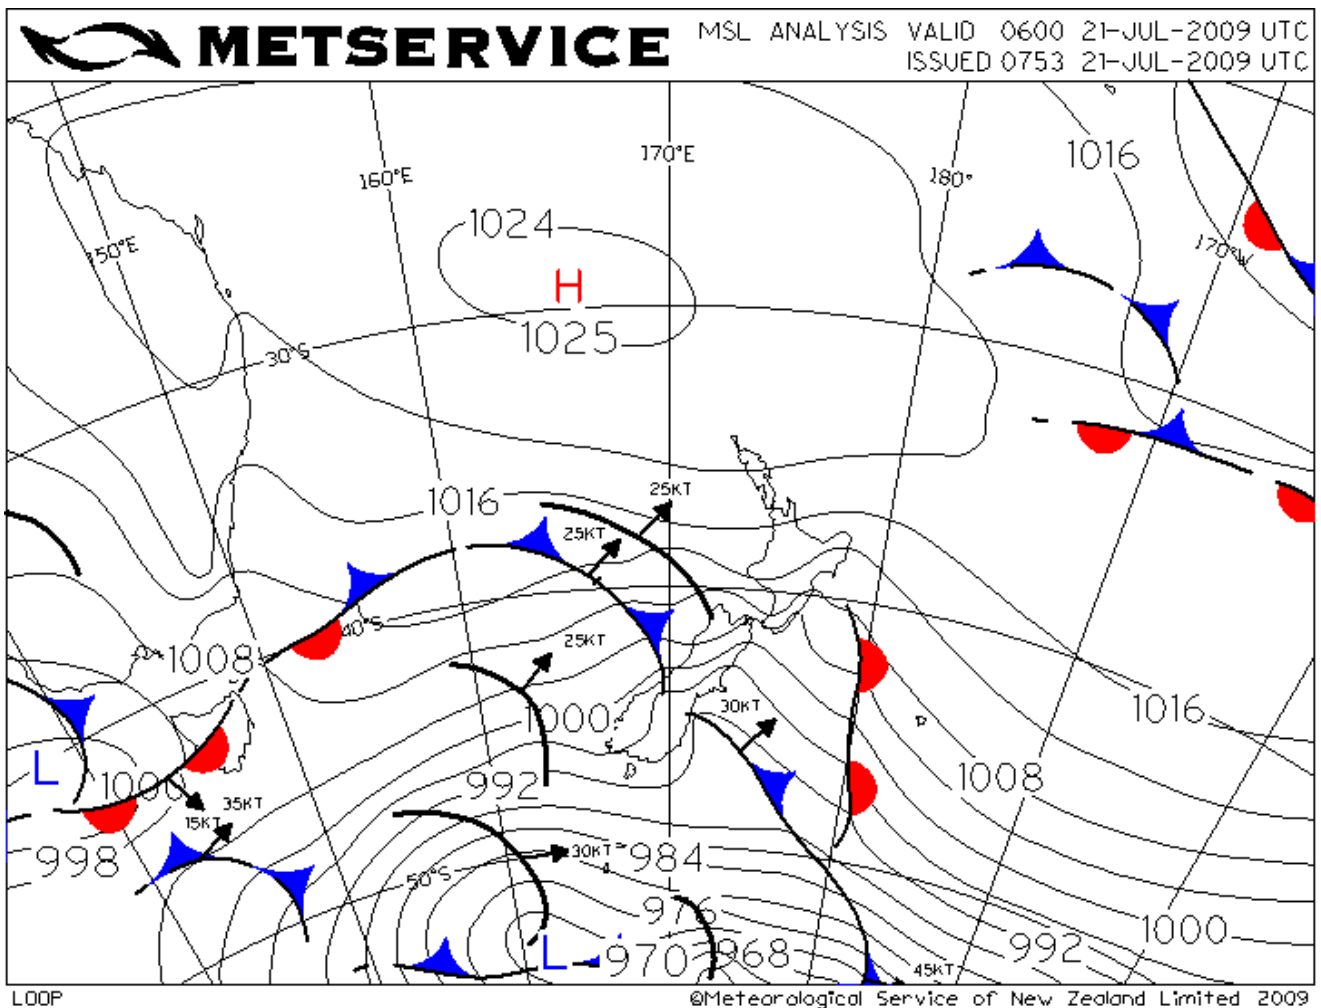 METSERVICE
MSL ANALYSIS VALID 0600 21-JUL-2009 UTC
ISSUED 0753 21-JUL-2009 UTC
1016
170°E
160°E
180°
1024
150°E
170°W
H
1025
30°S
1016
25KT
25KT
40°S
25KT
1008
1000
30KT
1016
L
992
1008
35KT
15KT
998
30KT
984
50°S
976
1000
L
970
968
992
45KT
LOOP
©Meteorological Service of New Zealand Limited 2009